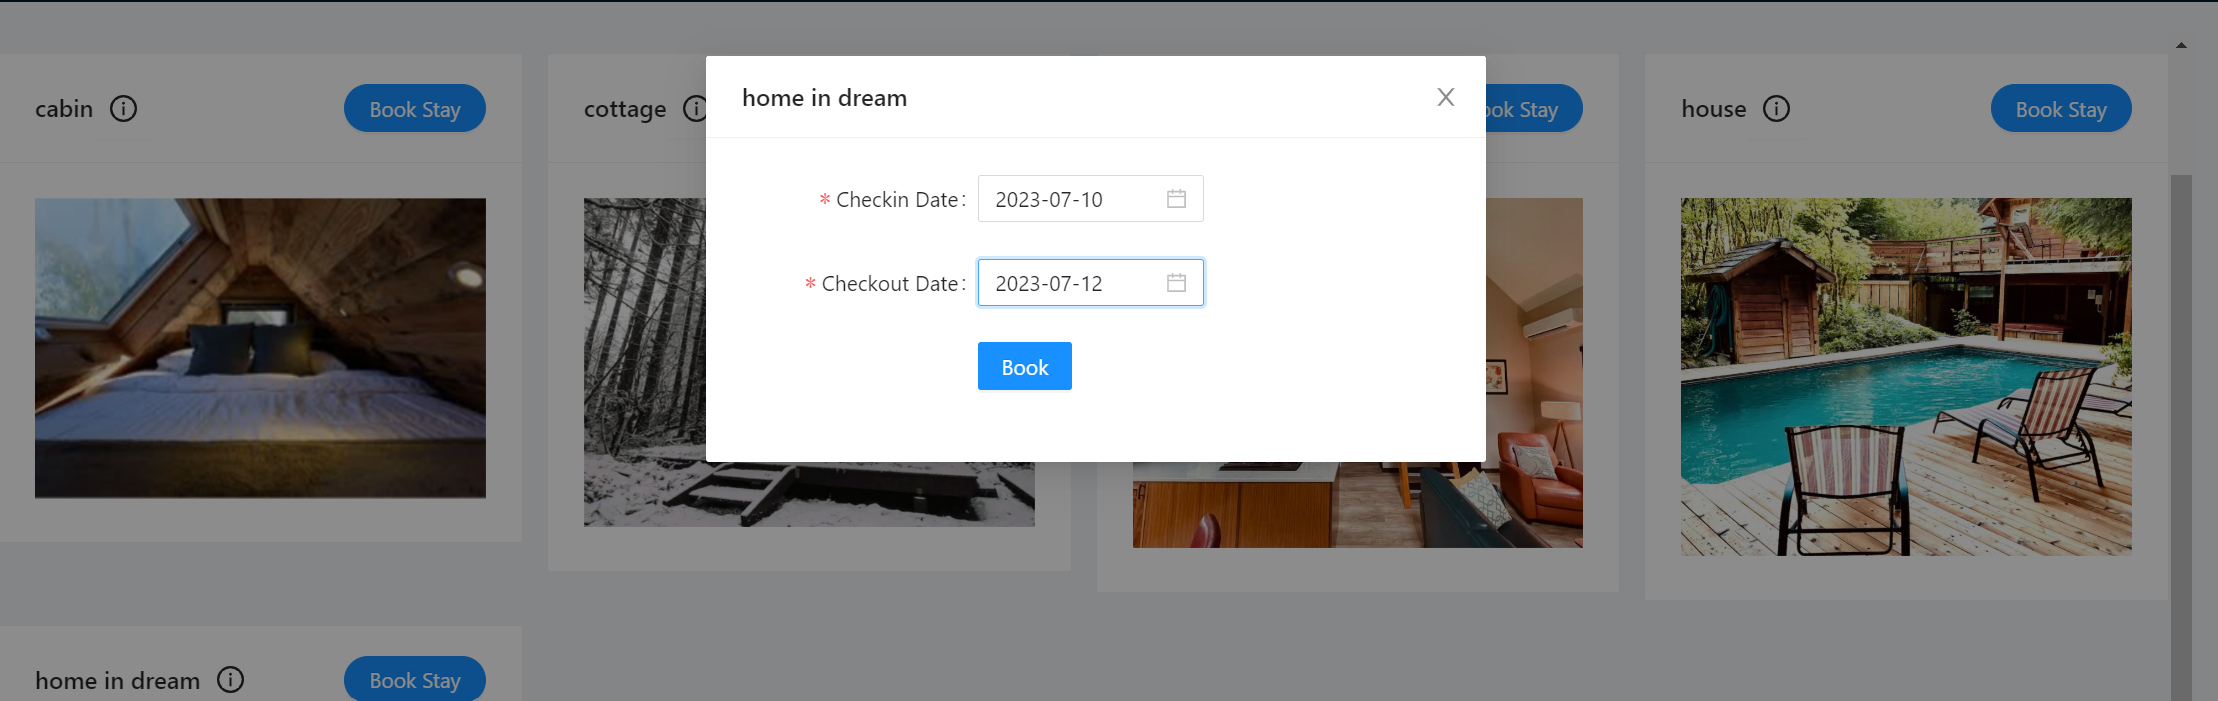 cabin
Book Stay
cottage
home in dream
ook Stay
house
Book Stay
* Checkin Date:
2023-07-10
* Checkout Date:
2023-07-12
Book
home in dream
Book Stay